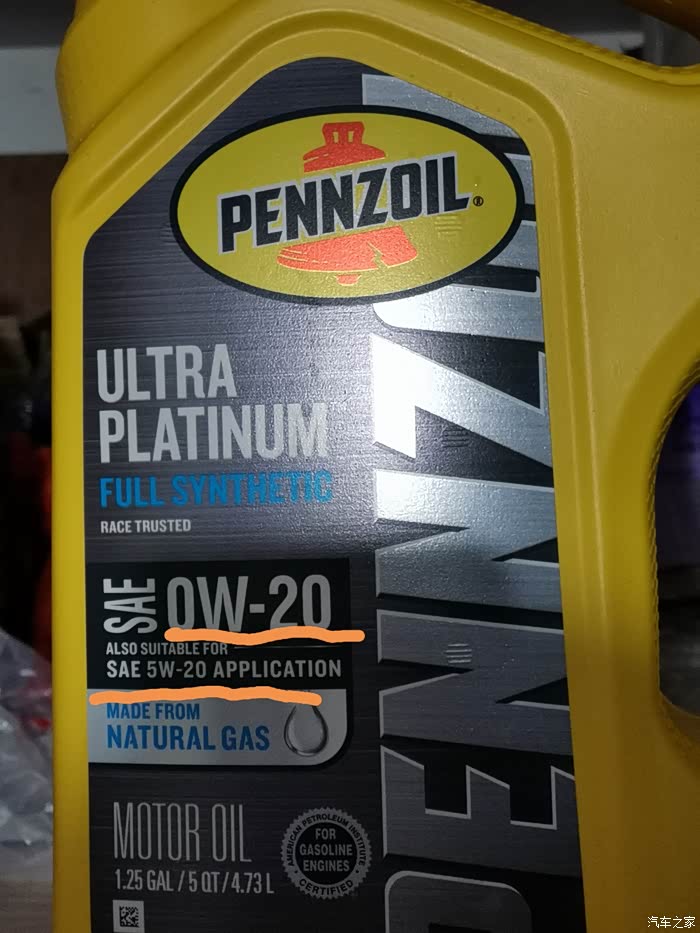 PENNZOIL®
ULTRA
PLATINUM
FULL SYNTHETIC
RACE TRUSTED
SAE 0W-20
ALSO SUITABLE FOR
SAE 5W-20 APPLICATION
MADE FROM
NATURAL GAS
MOTOR OIL
1.25 GAL / 5 QT / 4.73 L
AMERICAN PETROLEUM INSTITUTE
FOR
GASOLINE
ENGINES
CERTIFIED
PENNZOIL
汽车之家